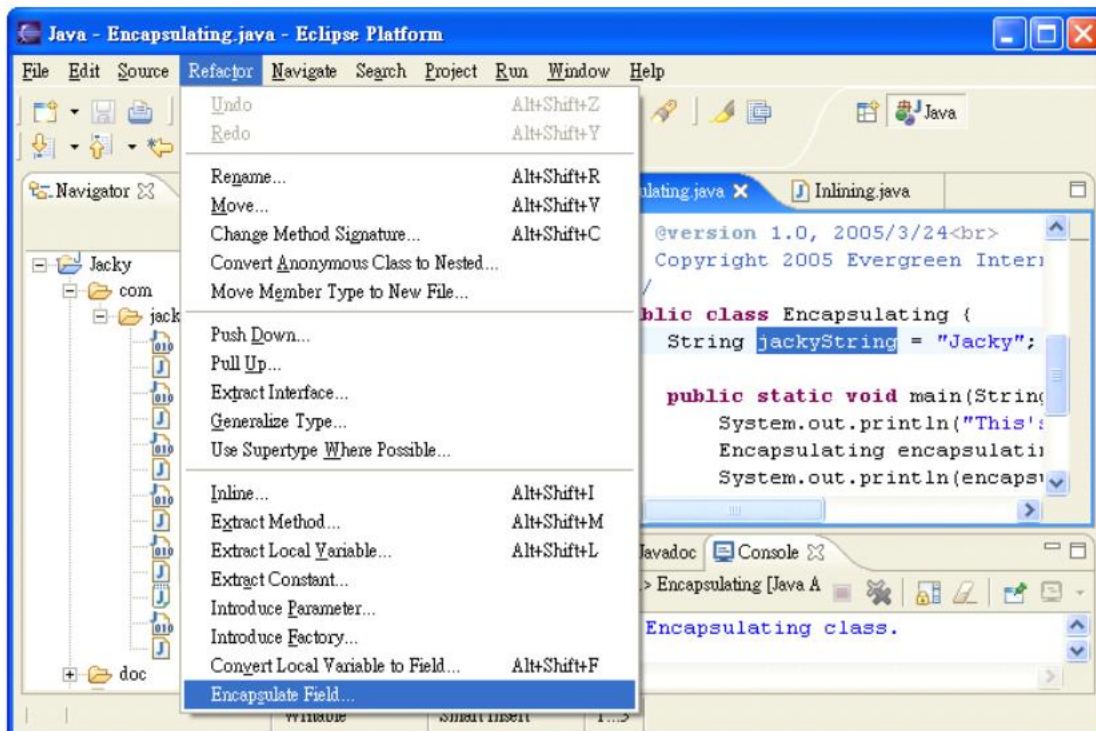 Java - Encapsulating.java - Eclipse Platform
File Edit Source Refactor Navigate Search Project Run Window Help
Undo Alt+Shift+Z
Redo Alt+Shift+Y
Java
Rename... Alt+Shift+R
Move... Alt+Shift+V
Change Method Signature... Alt+Shift+C
Convert Anonymous Class to Nested...
Move Member Type to New File...
Push Down...
Pull Up...
Extract Interface...
Generalize Type...
Use Supertype Where Possible...
Inline... Alt+Shift+I
Extract Method... Alt+Shift+M
Extract Local Variable... Alt+Shift+L
Extract Constant...
Introduce Parameter...
Introduce Factory...
Convert Local Variable to Field... Alt+Shift+F
Encapsulate Field...
Navigator
Jacky
com
jack
doc
ulating.java Inlining.java
@version 1.0, 2005/3/24<br>
Copyright 2005 Evergreen Inter
/
blic class Encapsulating {
String jackyString = "Jacky";
public static void main(String
System.out.println("This's
Encapsulating encapsulatin
System.out.println(encapsu
Javadoc Console
.> Encapsulating [Java A
Encapsulating class.
Writable Smart Insert